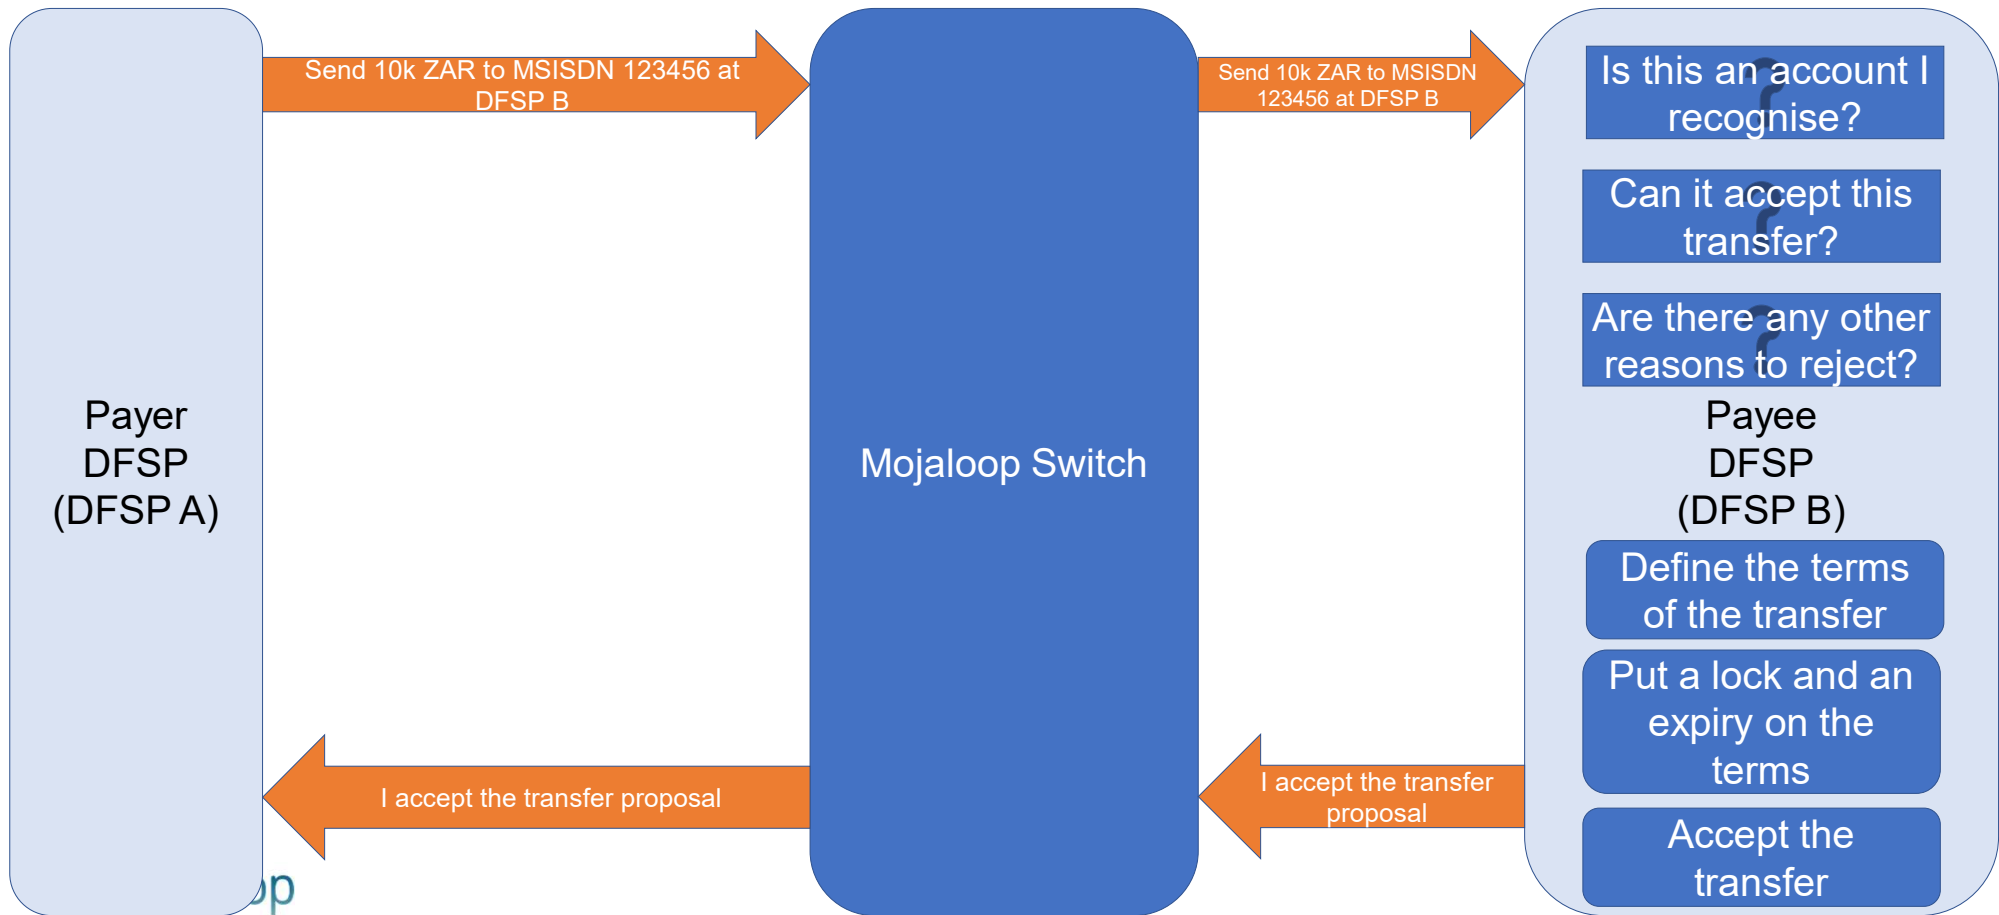 Send 10k ZAR to MSISDN 123456 at
DFSP B
Send 10k ZAR to MSISDN
123456 at DFSP B
Is this an account I
recognise?
Can it accept this
transfer?
Are there any other
reasons to reject?
Payer
DFSP
(DFSP A)
Mojaloop Switch
Payee
DFSP
(DFSP B)
Define the terms
of the transfer
Put a lock and an
expiry on the
terms
I accept the transfer proposal
I accept the transfer
proposal
Accept the
transfer